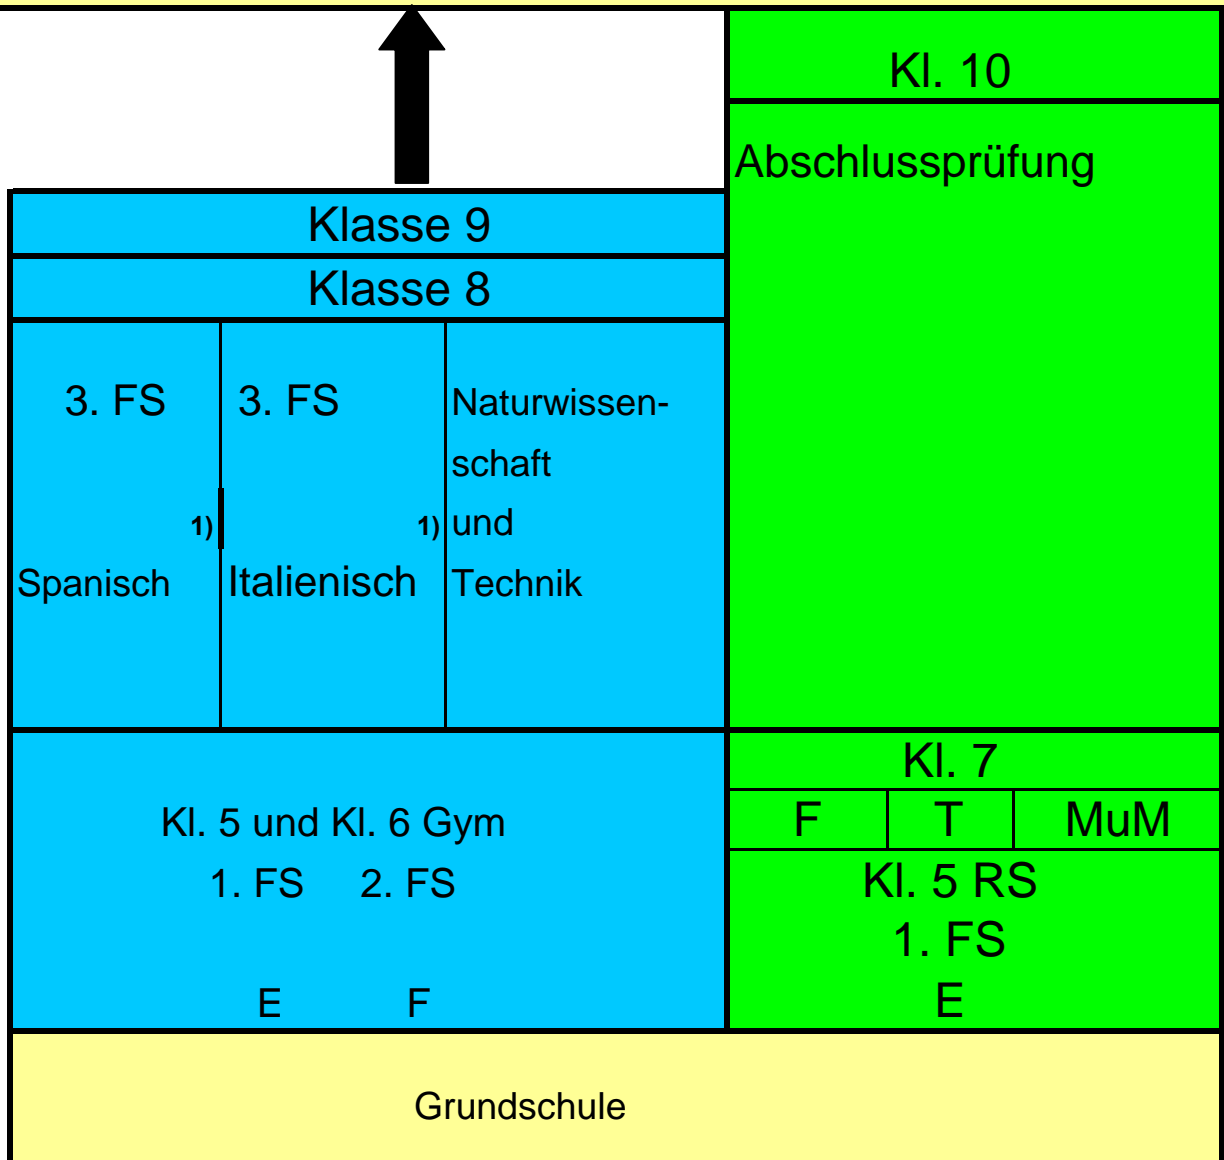 Kl. 10
Abschlussprüfung
Klasse 9
Klasse 8
3. FS
1)
Spanisch
3. FS
1)
Italienisch
Naturwissen-
schaft
und
Technik
Kl. 5 und Kl. 6 Gym
1. FS 2. FS
E F
Kl. 7
F T MuM
Kl. 5 RS
1. FS
E
Grundschule